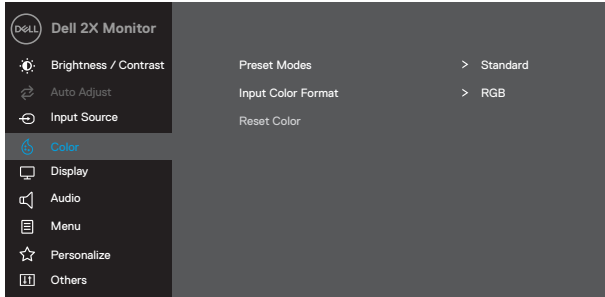 DELL Dell 2X Monitor
Brightness / Contrast
Preset Modes > Standard
Auto Adjust
Input Color Format > RGB
Input Source
Reset Color
Color
Display
Audio
Menu
Personalize
Others